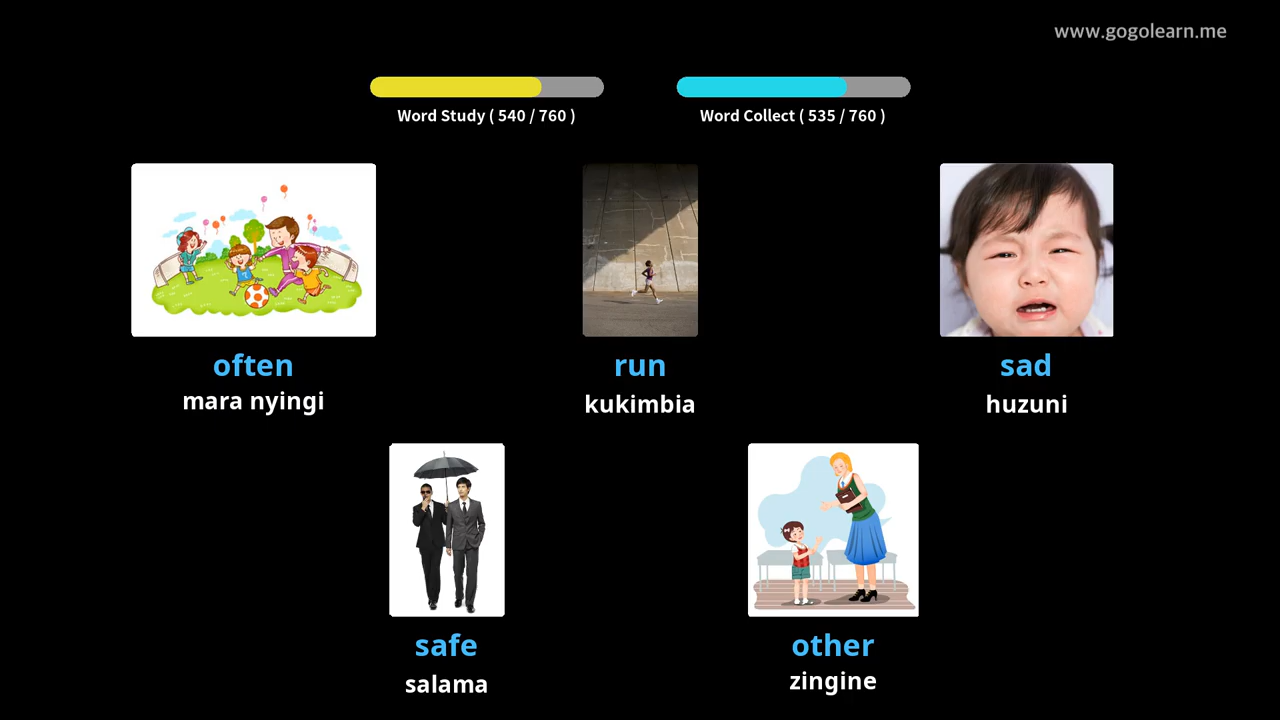 www.gogolearn.me
Word Study ( 540 / 760 )
Word Collect ( 535 / 760 )
often
mara nyingi
run
kukimbia
sad
huzuni
safe
salama
other
zingine